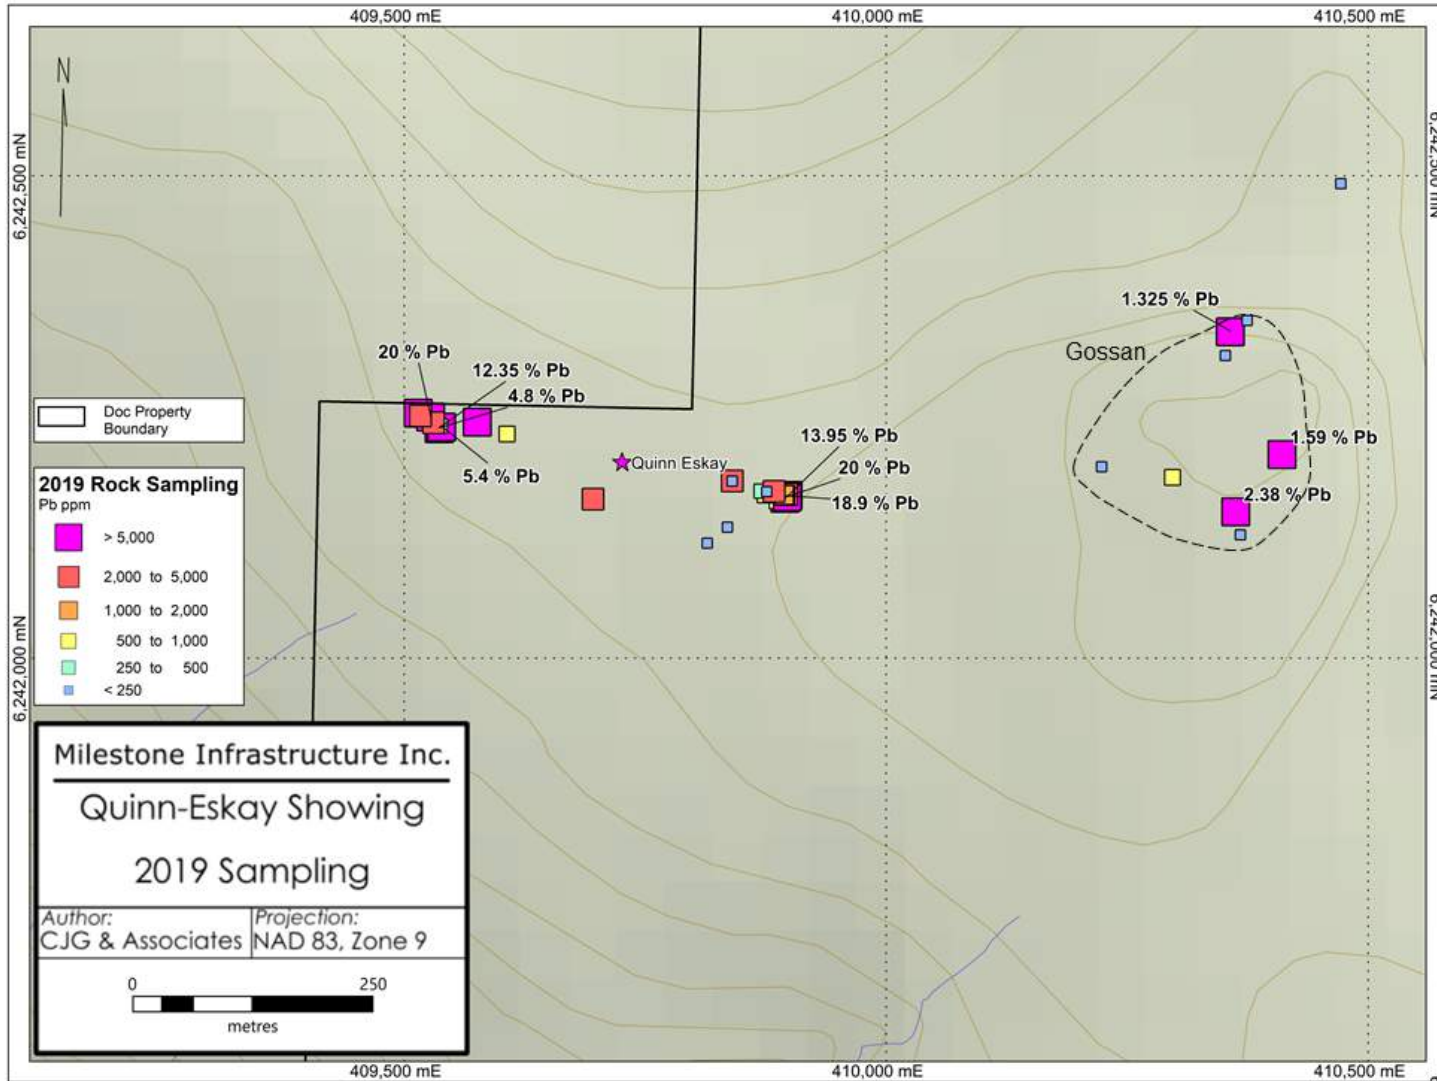 409,500 mE
410,000 mE
410,500 mE
N
6,242,500 mN
6,242,500 mN
1.325 % Pb
Gossan
20 % Pb
12.35 % Pb
4.8 % Pb
5.4 % Pb
Quinn Eskay
13.95 % Pb
20 % Pb
18.9 % Pb
1.59 % Pb
2.38 % Pb
Doc Property
Boundary
2019 Rock Sampling
Pb ppm
> 5,000
2,000 to 5,000
1,000 to 2,000
500 to 1,000
250 to 500
< 250
6,242,000 mN
6,242,000 mN
Milestone Infrastructure Inc.
Quinn-Eskay Showing
2019 Sampling
Author:
CJG & Associates
Projection:
NAD 83, Zone 9
0 250
metres
409,500 mE
410,000 mE
410,500 mE